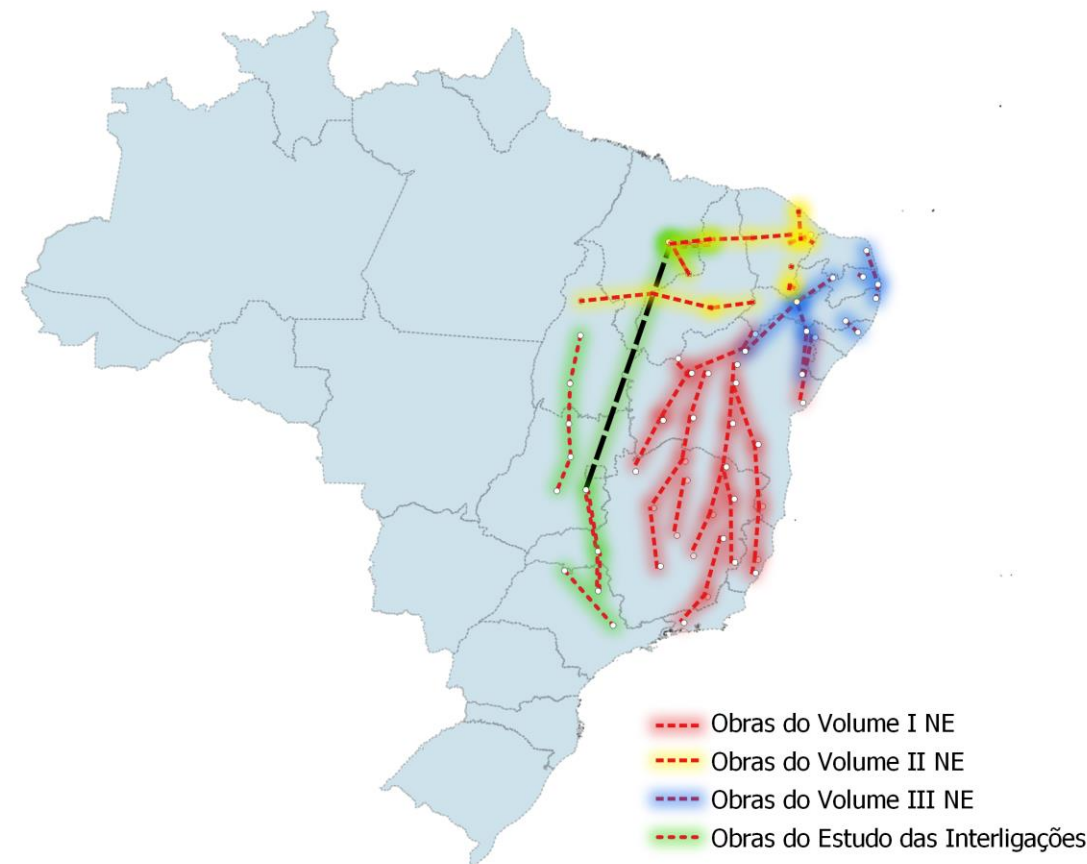 Obras do Volume I NE
Obras do Volume II NE
Obras do Volume III NE
Obras do Estudo das Interligações